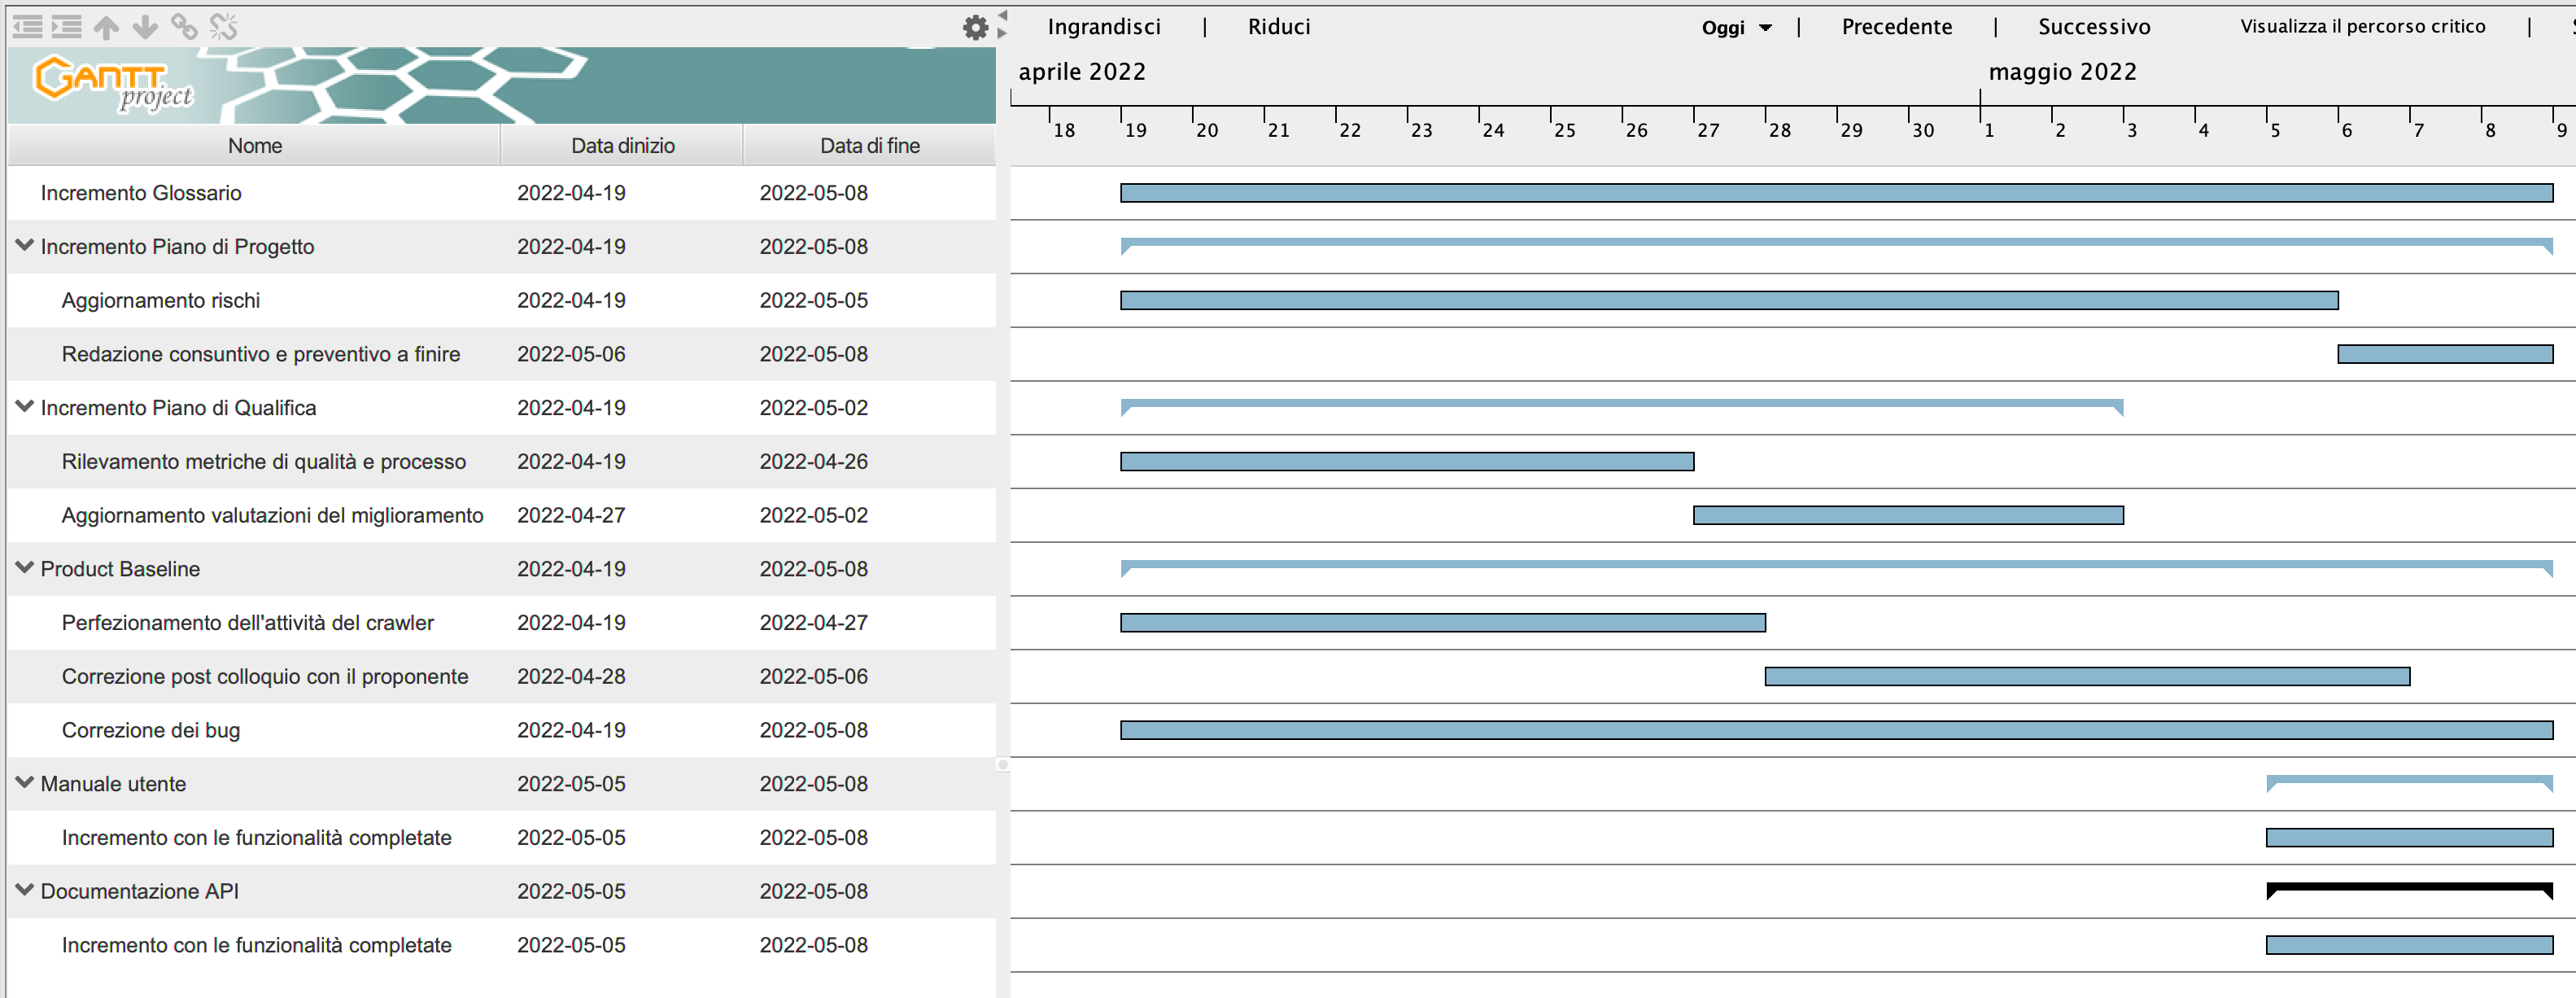 Ingrandisci | Riduci Oggi | Precedente | Successivo Visualizza il percorso critico |
GANTT project
aprile 2022 maggio 2022
18 19 20 21 22 23 24 25 26 27 28 29 30 1 2 3 4 5 6 7 8 9
Nome Data dinizio Data di fine
Incremento Glossario 2022-04-19 2022-05-08
Incremento Piano di Progetto 2022-04-19 2022-05-08
Aggiornamento rischi 2022-04-19 2022-05-05
Redazione consuntivo e preventivo a finire 2022-05-06 2022-05-08
Incremento Piano di Qualifica 2022-04-19 2022-05-02
Rilevamento metriche di qualità e processo 2022-04-19 2022-04-26
Aggiornamento valutazioni del miglioramento 2022-04-27 2022-05-02
Product Baseline 2022-04-19 2022-05-08
Perfezionamento dell'attività del crawler 2022-04-19 2022-04-27
Correzione post colloquio con il proponente 2022-04-28 2022-05-06
Correzione dei bug 2022-04-19 2022-05-08
Manuale utente 2022-05-05 2022-05-08
Incremento con le funzionalità completate 2022-05-05 2022-05-08
Documentazione API 2022-05-05 2022-05-08
Incremento con le funzionalità completate 2022-05-05 2022-05-08